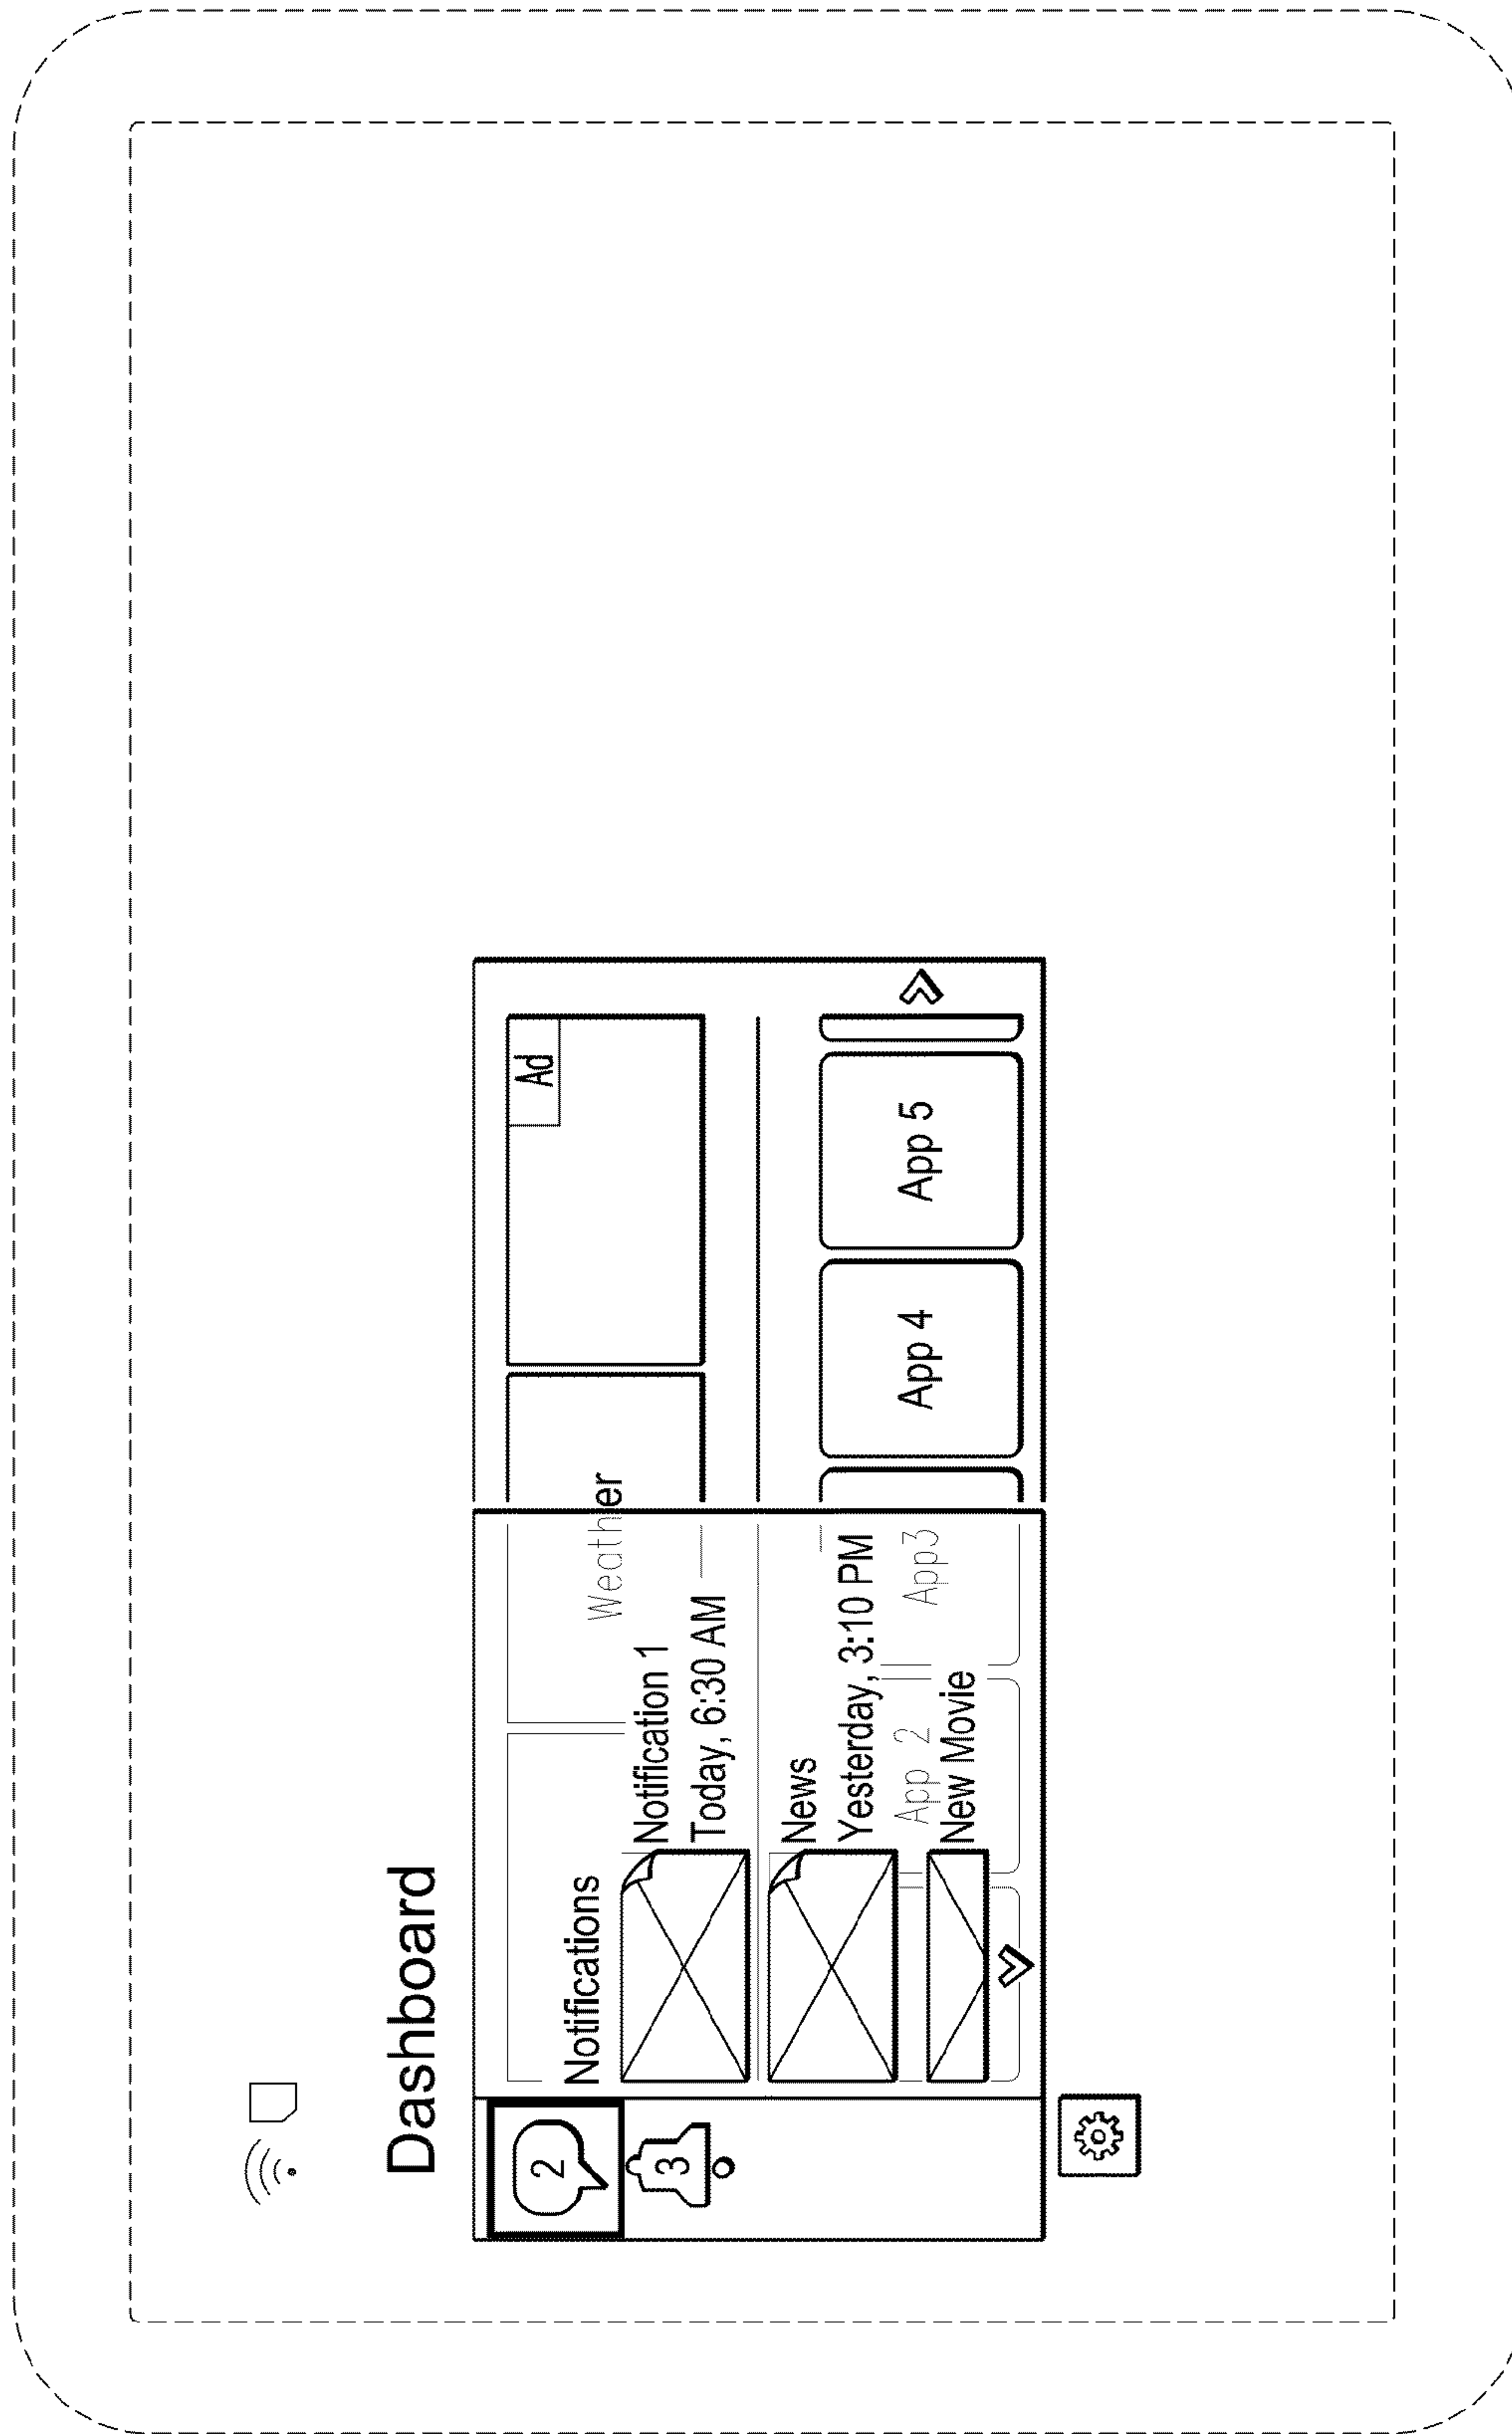 Dashboard
2
3
Notifications
Notification 1
Today, 6:30 AM
News
Yesterday, 3:10 PM
New Movie
Weather
Ad
App 2
App3
App 4
App 5